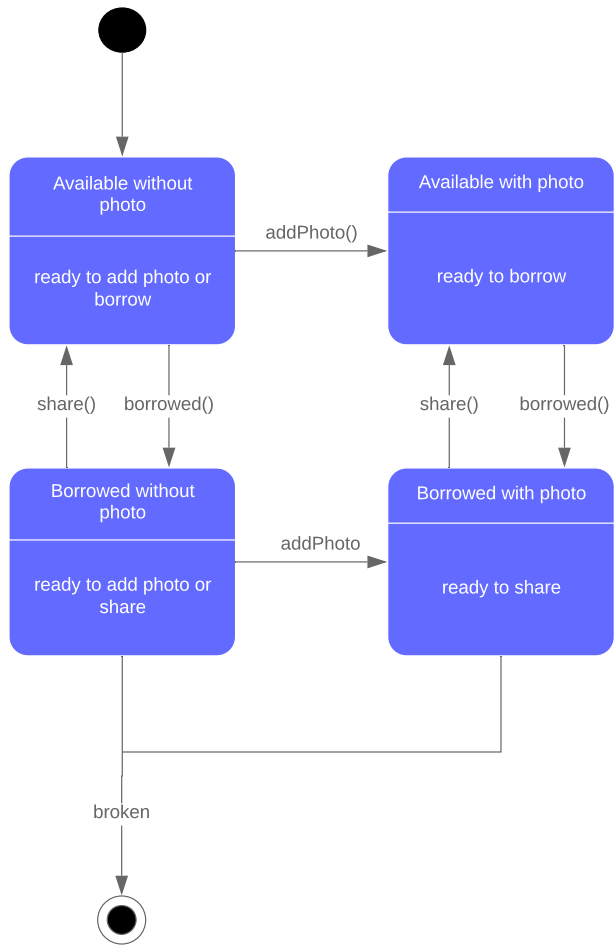 Available without
photo
ready to add photo or
borrow
addPhoto()
Available with photo
ready to borrow
share()
borrowed()
share()
borrowed()
Borrowed without
photo
ready to add photo or
share
addPhoto
Borrowed with photo
ready to share
broken